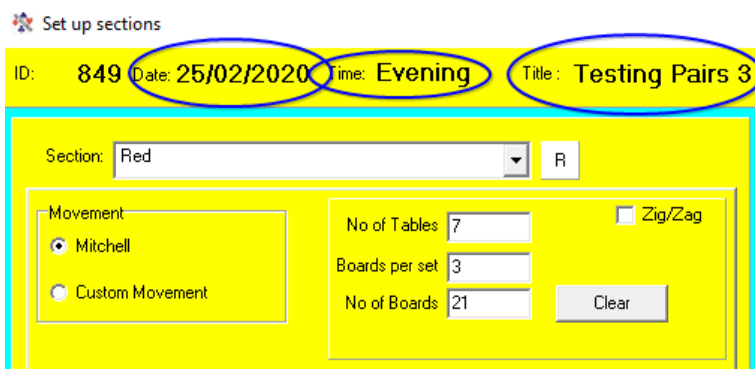 Set up sections
ID: 849 Date: 25/02/2020 Time: Evening Title : Testing Pairs 3
Section: Red R
Movement
Mitchell
Custom Movement
No of Tables 7
Zig/Zag
Boards per set 3
No of Boards 21
Clear